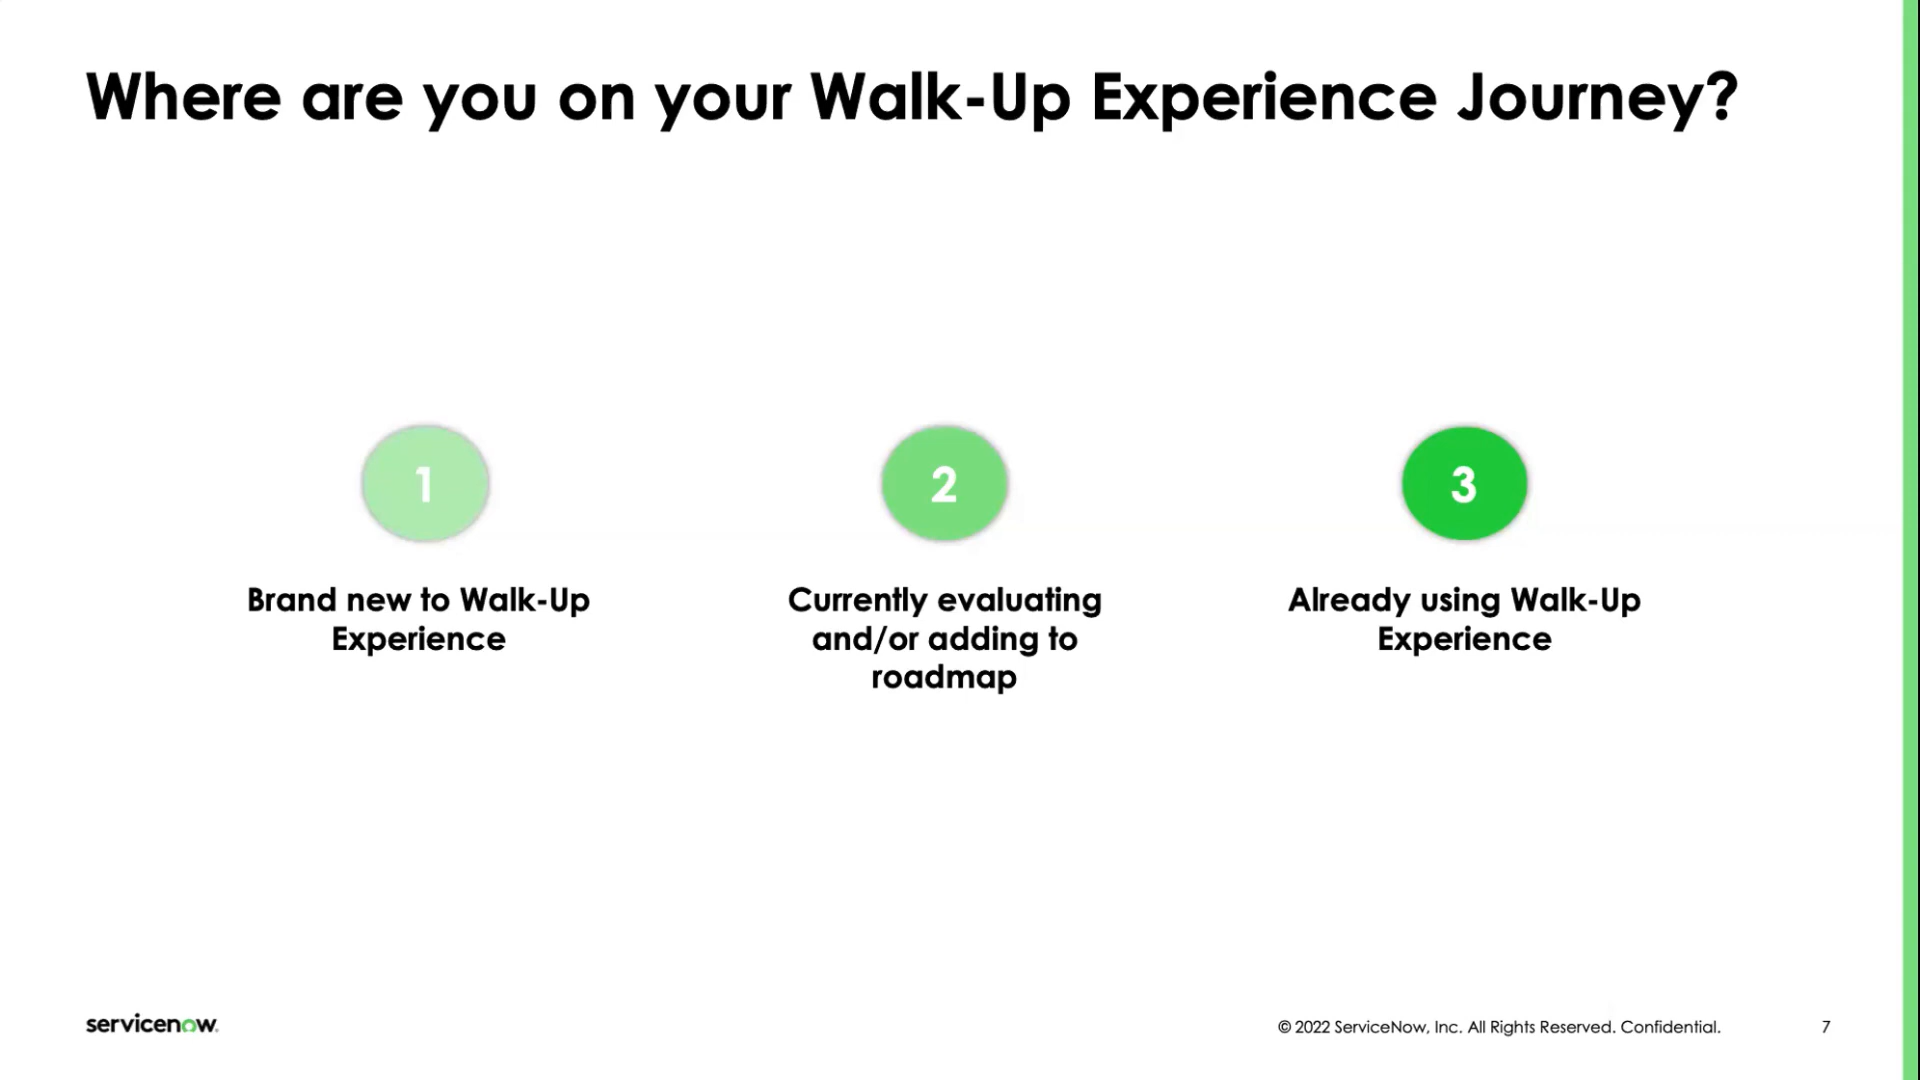 Where are you on your Walk-Up Experience Journey?
1
2
3
Brand new to Walk-Up
Experience
Currently evaluating
and/or adding to
roadmap
Already using Walk-Up
Experience
servicenow.
© 2022 ServiceNow, Inc. All Rights Reserved. Confidential.
7